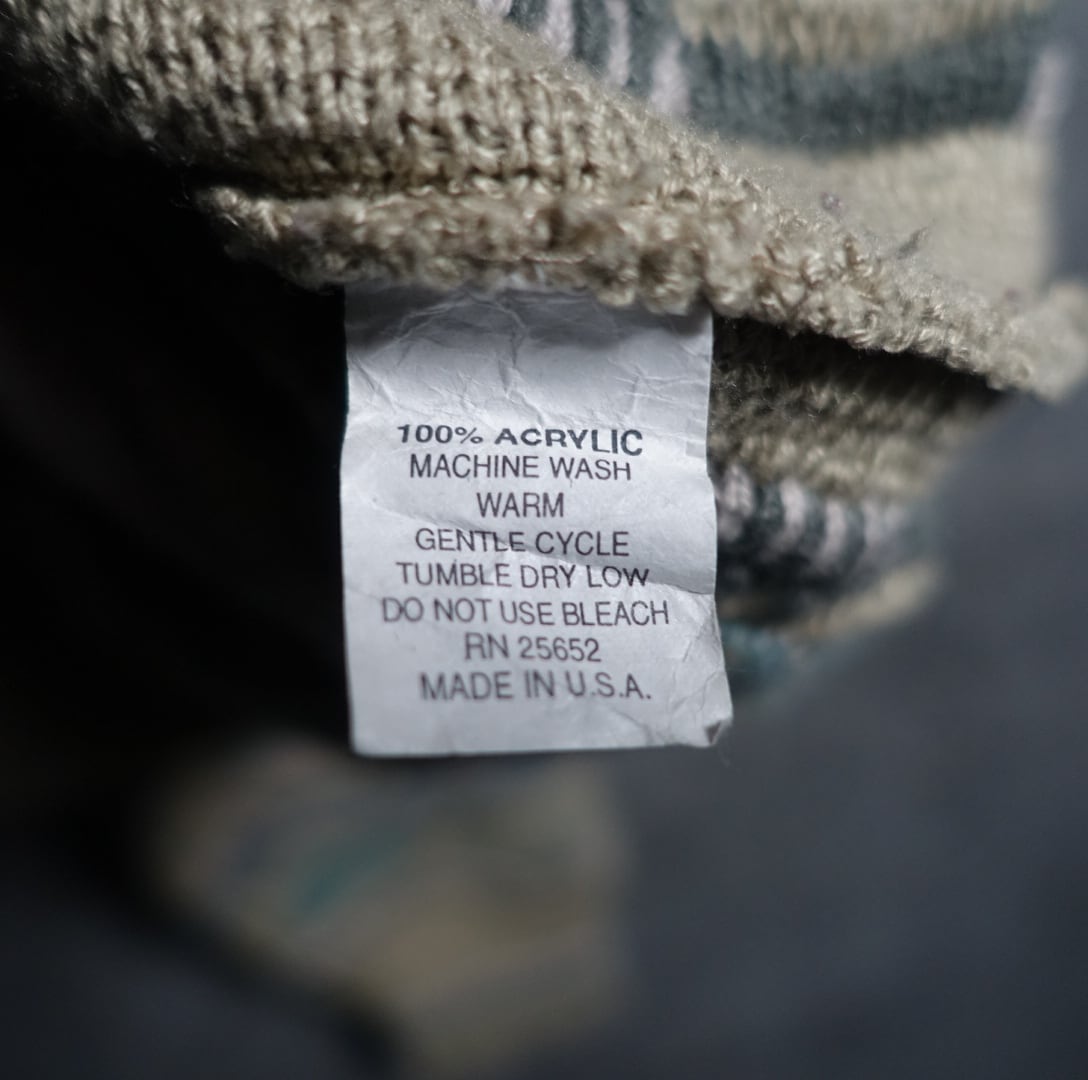 100% ACRYLIC
MACHINE WASH
WARM
GENTLE CYCLE
TUMBLE DRY LOW
DO NOT USE BLEACH
RN 25652
MADE IN U.S.A.